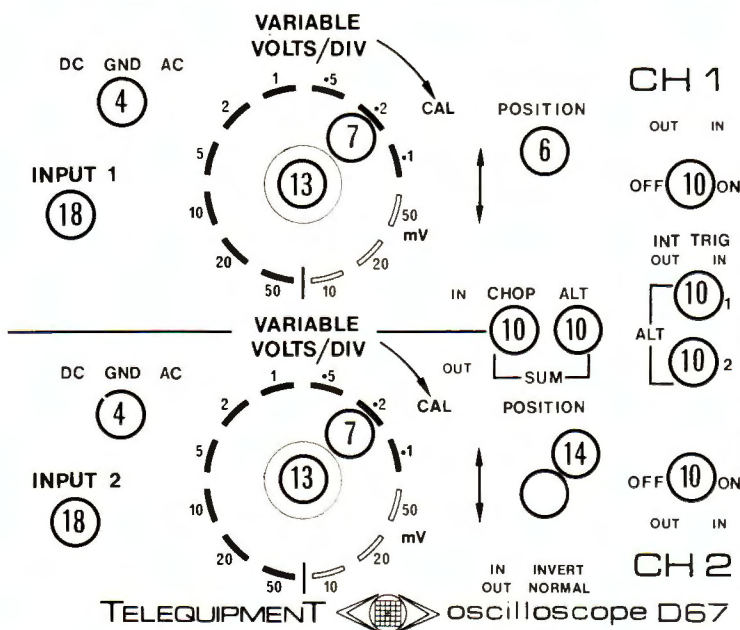 VARIABLE
VOLTS/DIV
DC GND AC
4
1 •5
2 •2
CAL
POSITION
CH 1
OUT IN
7
6
5 •1
INPUT 1
13
OFF 10 ON
18
10 50
mV
INT TRIG
OUT IN
20 20
50 10
IN CHOP ALT
10 1
10 10
ALT
VARIABLE
VOLTS/DIV
OUT
SUM
10 2
DC GND AC
4
1 •5
2 •2
CAL
POSITION
7
14
5 •1
INPUT 2
13
OFF 10 ON
18
10 50
mV
OUT IN
20 20
50 10
IN INVERT
OUT NORMAL
CH 2
TELEQUIPMENT oscilloscope D67